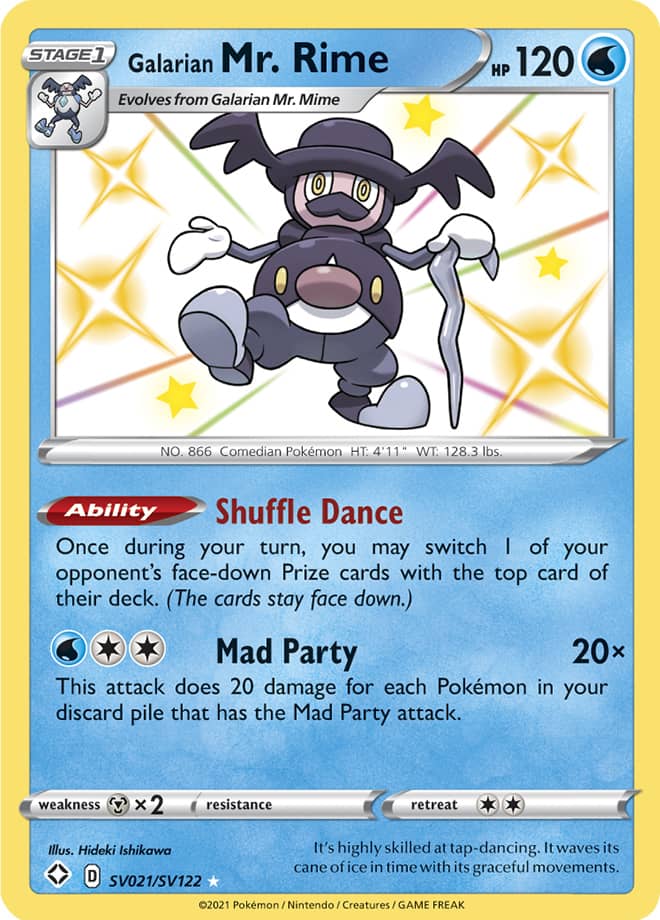 STAGE 1
Galarian Mr. Rime
HP 120
Evolves from Galarian Mr. Mime
NO. 866 Comedian Pokémon HT: 4'11" WT: 128.3 lbs.
Ability Shuffle Dance
Once during your turn, you may switch 1 of your
opponent's face-down Prize cards with the top card of
their deck. (The cards stay face down.)
Mad Party 20×
This attack does 20 damage for each Pokémon in your
discard pile that has the Mad Party attack.
weakness ×2 resistance retreat
Illus. Hideki Ishikawa
It's highly skilled at tap-dancing. It waves its
cane of ice in time with its graceful movements.
D SV021/SV122
©2021 Pokémon / Nintendo / Creatures / GAME FREAK